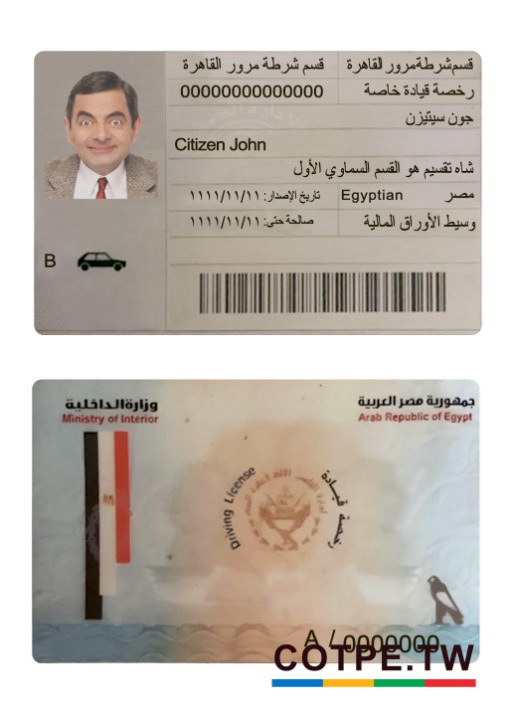 قسم شرطة مرور القاهرة قسم شرطة مرور القاهرة
رخصة قيادة خاصة 00000000000000
جون سيتيزن
Citizen John
شاه تقسيم هو القسم السماوي الأول
مصر Egyptian تاريخ الإصدار: ١١١١/١١/١١
وسيط الأوراق المالية صالحة حتى: ١١١١/١١/١١
B
جمهورية مصر العربية وزارة الداخلية
Arab Republic of Egypt Ministry of Interior
Driving License رخصة قيادة
A / 0000000
COTPE.TW